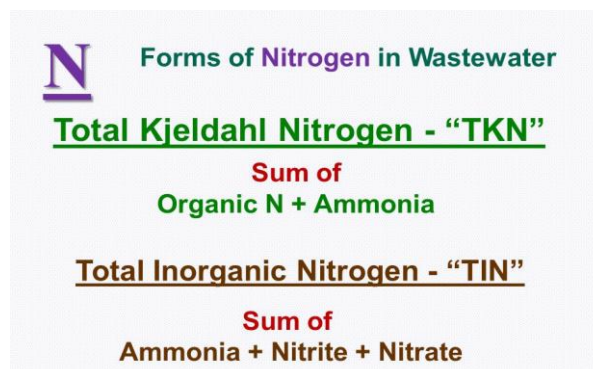 N
Forms of Nitrogen in Wastewater
Total Kjeldahl Nitrogen - “TKN”
Sum of
Organic N + Ammonia
Total Inorganic Nitrogen - “TIN”
Sum of
Ammonia + Nitrite + Nitrate